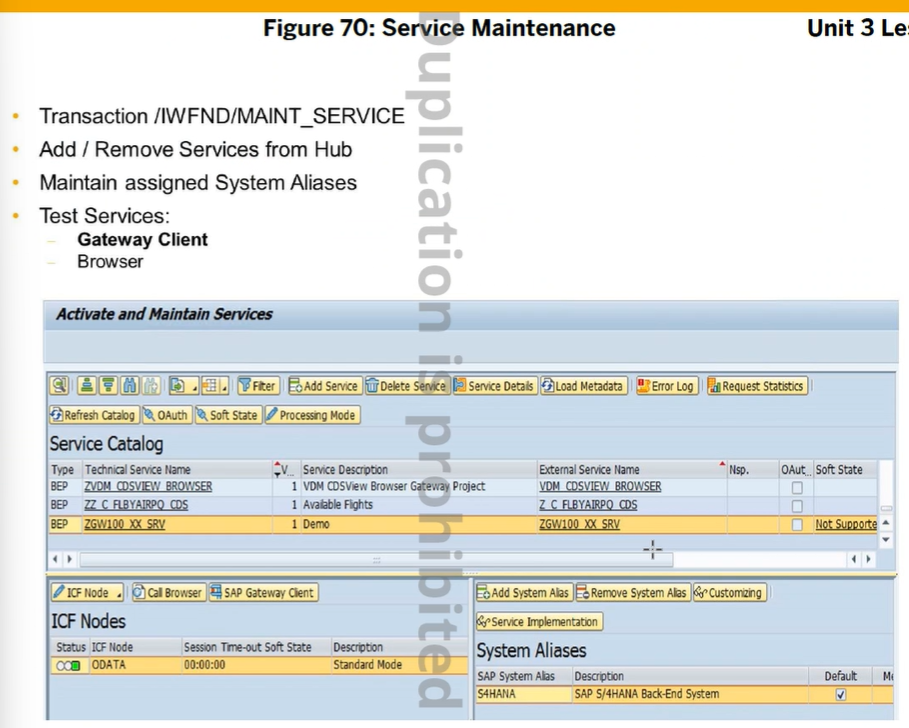 Figure 70: Service Maintenance
Unit 3 Les
Transaction /IWFND/MAINT_SERVICE
Add / Remove Services from Hub
Maintain assigned System Aliases
Test Services:
Gateway Client
Browser
Duplication is prohibited
Activate and Maintain Services
Filter Add Service Delete Service Service Details Load Metadata Error Log Request Statistics
Refresh Catalog OAuth Soft State Processing Mode
Service Catalog
Type Technical Service Name V... Service Description External Service Name Nsp. OAut... Soft State
BEP ZVDM_CDSVIEW_BROWSER 1 VDM CDSView Browser Gateway Project VDM_CDSVIEW_BROWSER
BEP ZZ_C_FLBYAIRPO_CDS 1 Available Flights Z_C_FLBYAIRPO_CDS
BEP ZGW100_XX_SRV 1 Demo ZGW100_XX_SRV Not Supporte
ICF Node Call Browser SAP Gateway Client
ICF Nodes
Status ICF Node Session Time-out Soft State Description
ODATA 00:00:00 Standard Mode
Add System Alias Remove System Alias Customizing
Service Implementation
System Aliases
SAP System Alias Description Default Me
S4HANA SAP S/4HANA Back-End System